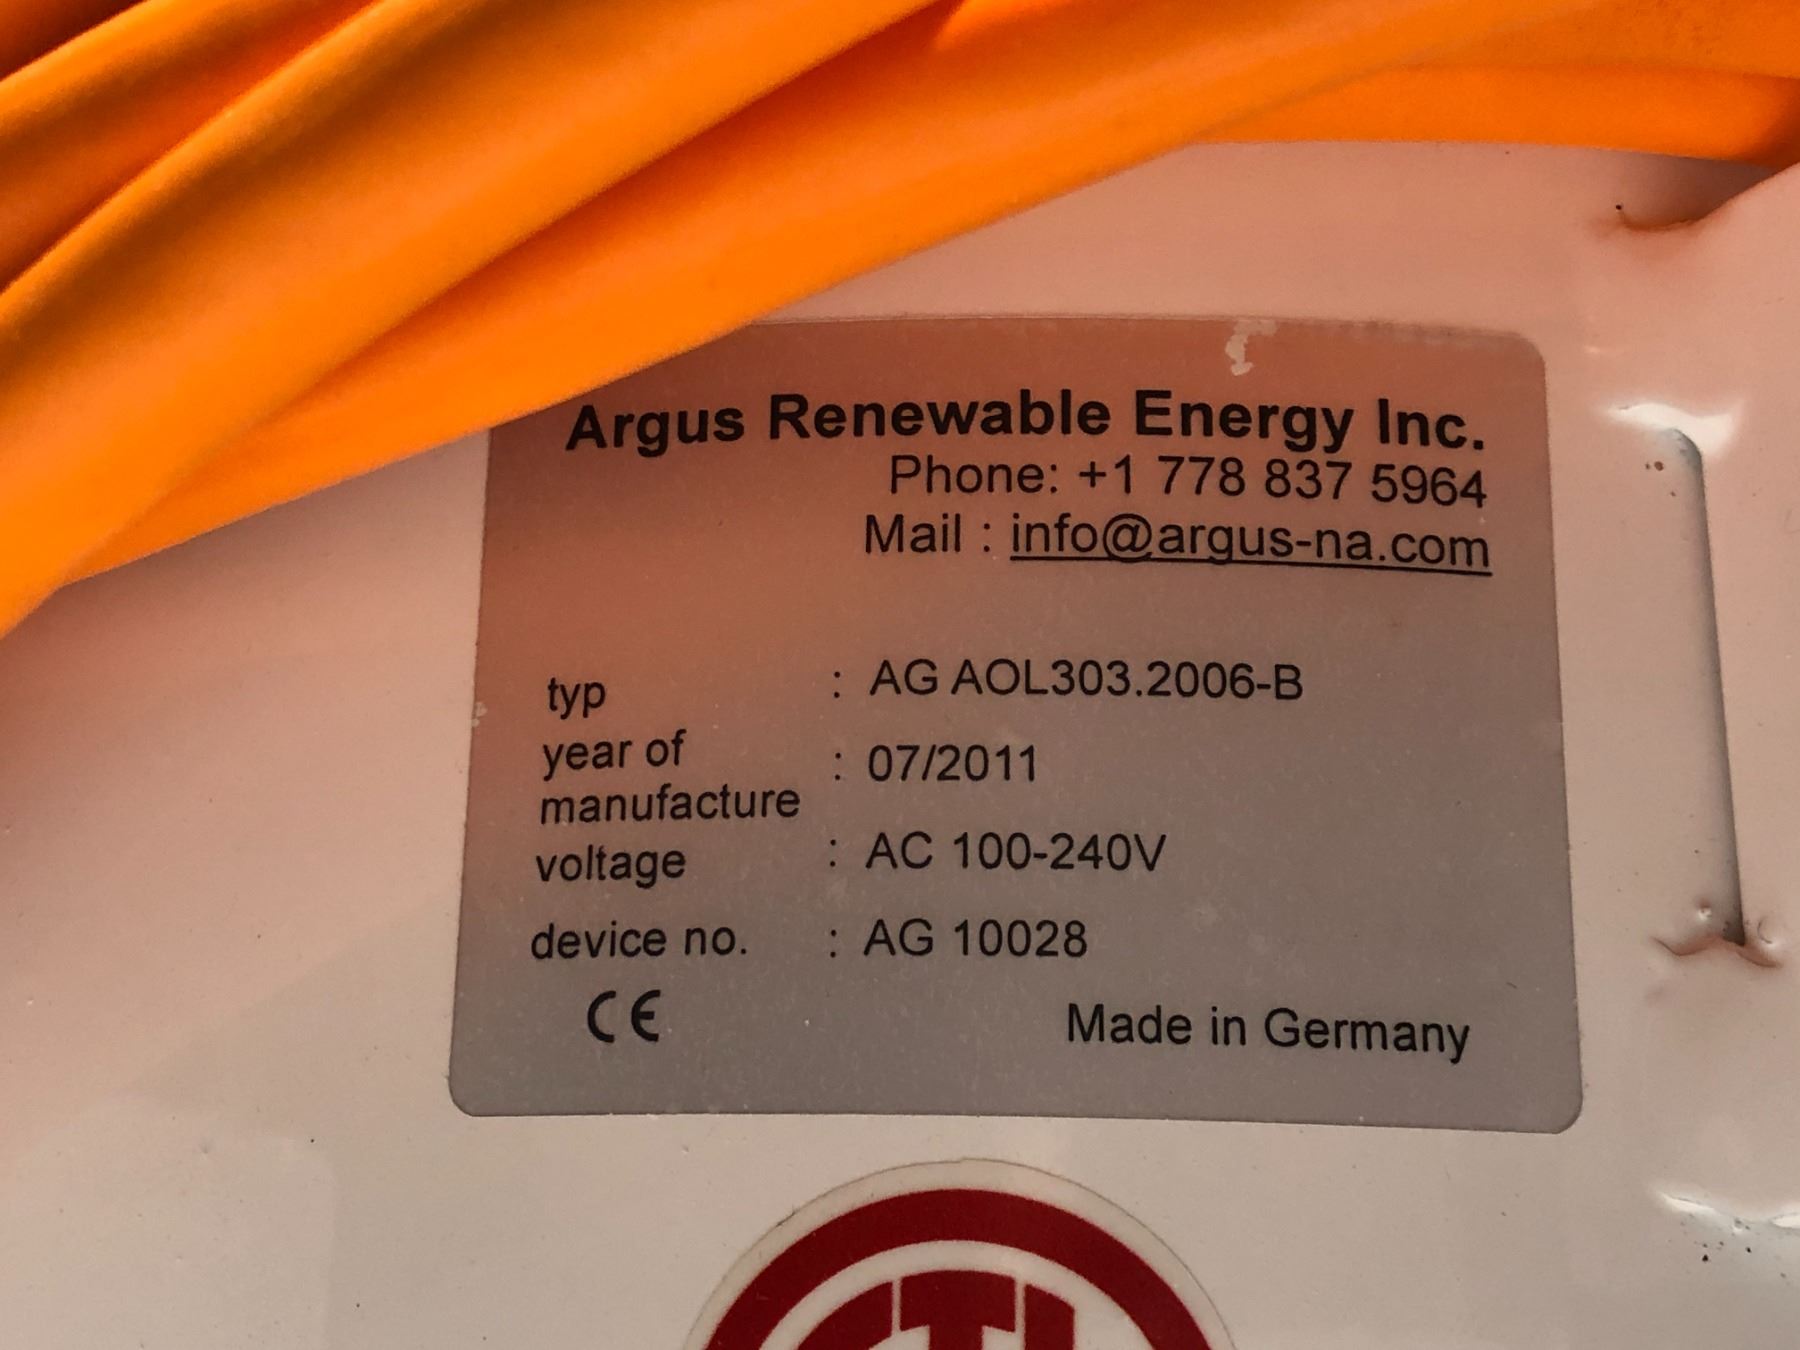 Argus Renewable Energy Inc.
Phone: +1 778 837 5964
Mail : info@argus-na.com
typ : AG AOL303.2006-B
year of
manufacture : 07/2011
voltage : AC 100-240V
device no. : AG 10028
CE Made in Germany